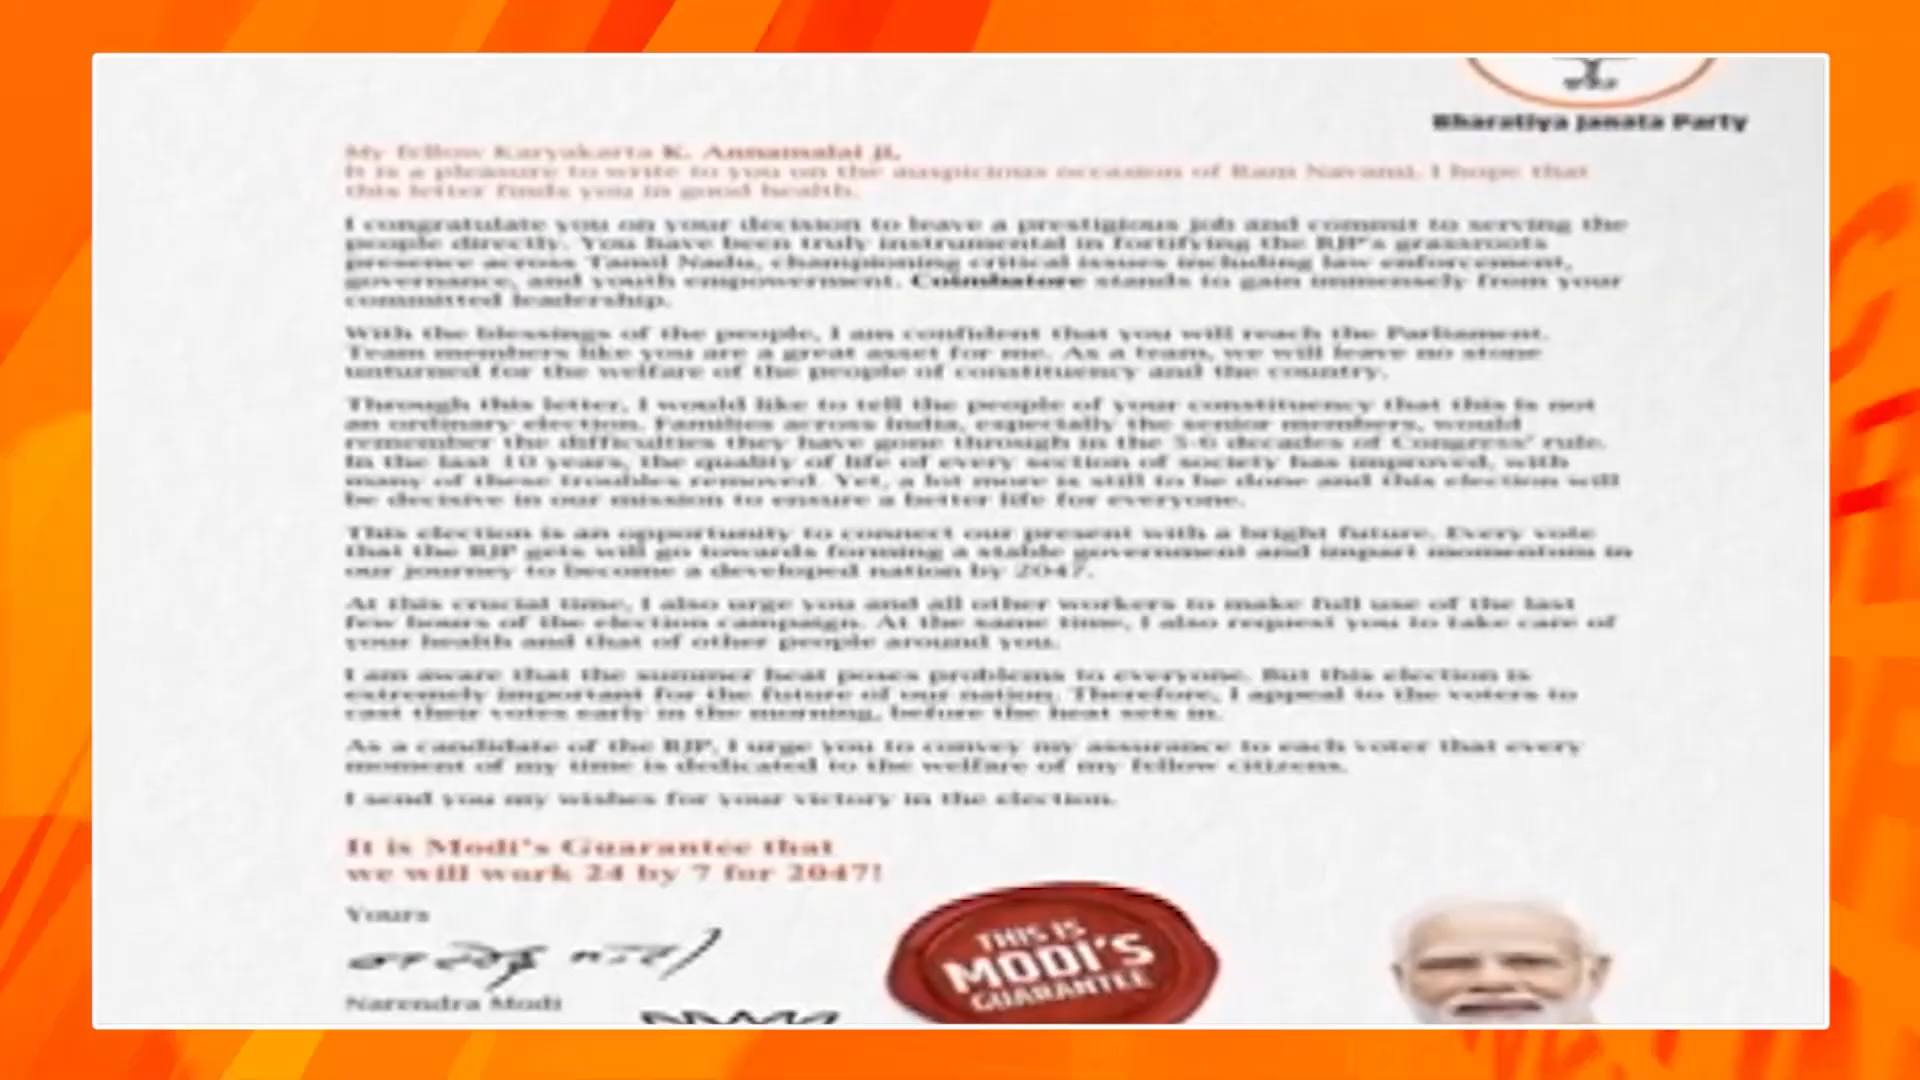 Bharatiya Janata Party
My fellow Karyakarta K. Annamalai ji,
It is a pleasure to write to you on the auspicious occasion of Ram Navami. I hope that
this letter finds you in good health.
I congratulate you on your decision to leave a prestigious job and commit to serving the
people directly. You have been truly instrumental in fortifying the BJP's grassroots
presence across Tamil Nadu, championing critical issues including law enforcement,
governance, and youth empowerment. Coimbatore stands to gain immensely from your
committed leadership.
With the blessings of the people, I am confident that you will reach the Parliament.
Team members like you are a great asset for me. As a team, we will leave no stone
unturned for the welfare of the people of constituency and the country.
Through this letter, I would like to tell the people of your constituency that this is not
an ordinary election. Families across India, especially the senior members, would
remember the difficulties they have gone through in the 5-6 decades of Congress' rule.
In the last 10 years, the quality of life of every section of society has improved, with
many of these troubles removed. Yet, a lot more is still to be done and this election will
be decisive in our mission to ensure a better life for everyone.
This election is an opportunity to connect our present with a bright future. Every vote
that the BJP gets will go towards forming a stable government and impart momentum in
our journey to become a developed nation by 2047.
At this crucial time, I also urge you and all other workers to make full use of the last
few hours of the election campaign. At the same time, I also request you to take care of
your health and that of other people around you.
I am aware that the summer heat poses problems to everyone. But this election is
extremely important for the future of our nation. Therefore, I appeal to the voters to
cast their votes early in the morning, before the heat sets in.
As a candidate of the BJP, I urge you to convey my assurance to each voter that every
moment of my time is dedicated to the welfare of my fellow citizens.
I send you my wishes for your victory in the election.
It is Modi's Guarantee that
we will work 24 by 7 for 2047!
Yours
नरेन्द्र मोदी
Narendra Modi
THIS IS
MODI'S
GUARANTEE